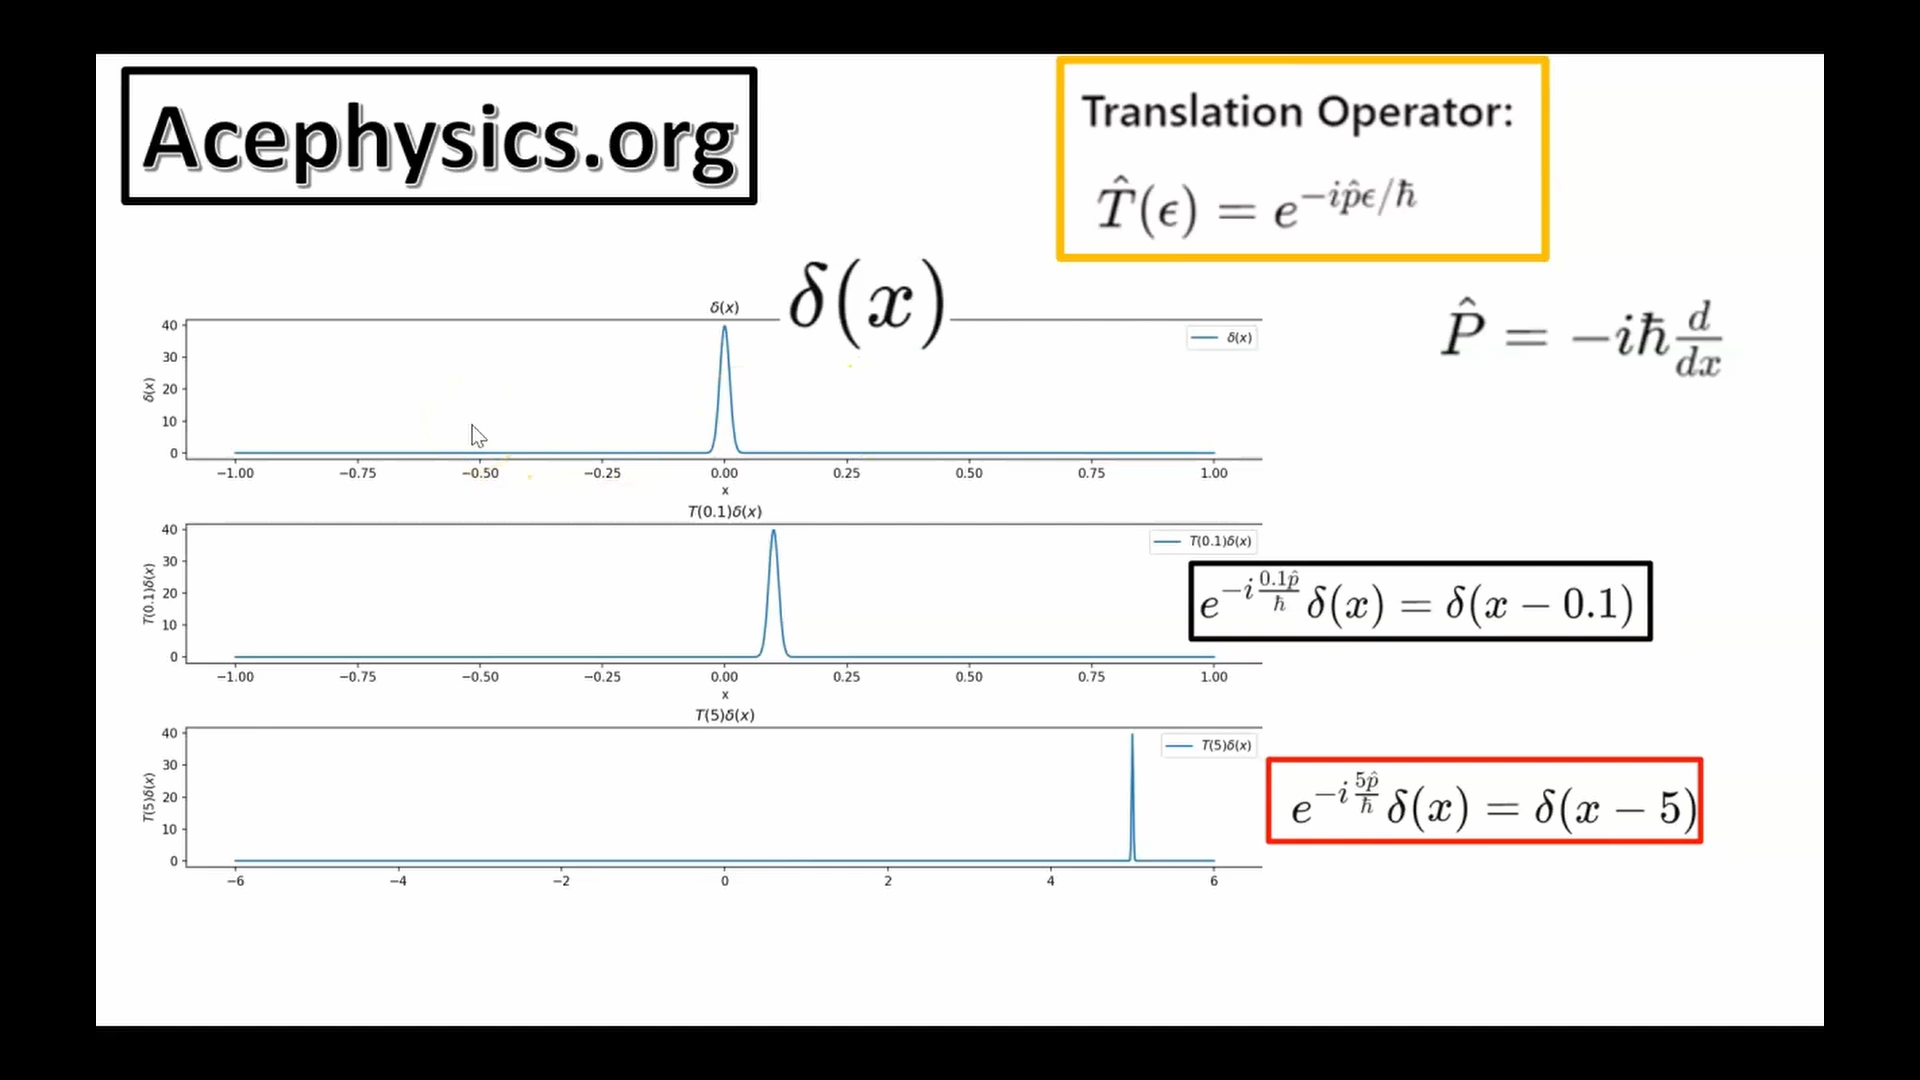 Acephysics.org
Translation Operator:
T̂(ϵ) = e^{−ip̂ϵ/ħ}
δ(x)
P̂ = −iħ d/dx
δ(x)
δ(x)
δ(x)
40
30
20
10
0
−1.00 −0.75 −0.50 −0.25 0.00 0.25 0.50 0.75 1.00
x
T(0.1)δ(x)
T(0.1)δ(x)
T(0.1)δ(x)
40
30
20
10
0
−1.00 −0.75 −0.50 −0.25 0.00 0.25 0.50 0.75 1.00
x
e^{−i 0.1p̂/ħ} δ(x) = δ(x − 0.1)
T(5)δ(x)
T(5)δ(x)
T(5)δ(x)
40
30
20
10
0
−6 −4 −2 0 2 4 6
e^{−i 5p̂/ħ} δ(x) = δ(x − 5)